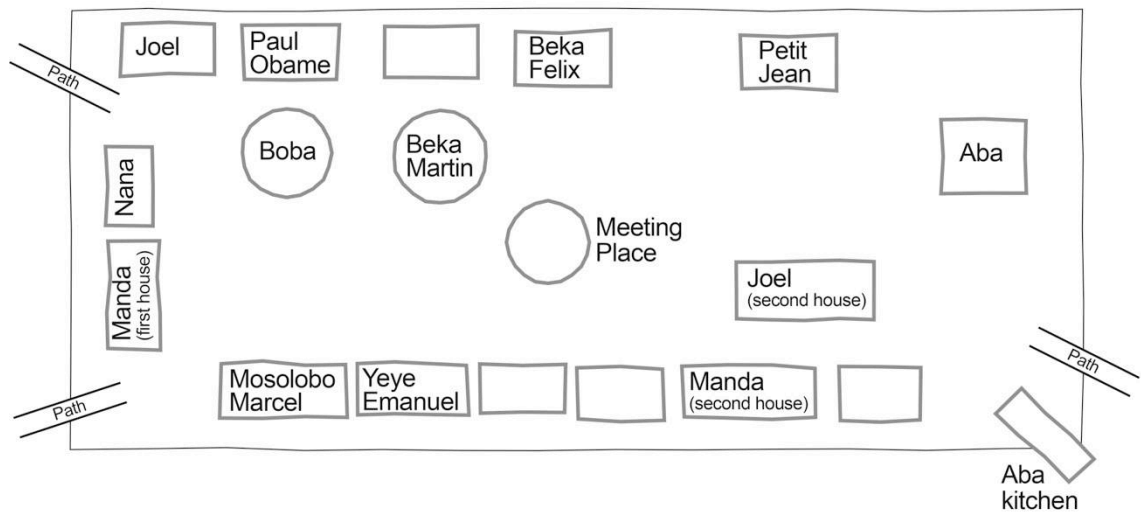 Joel
Paul
Obame
Beka
Felix
Petit
Jean
Path
Boba
Beka
Martin
Aba
Nana
Meeting
Place
Manda
(first house)
Joel
(second house)
Path
Mosolobo
Marcel
Yeye
Emanuel
Manda
(second house)
Path
Aba
kitchen